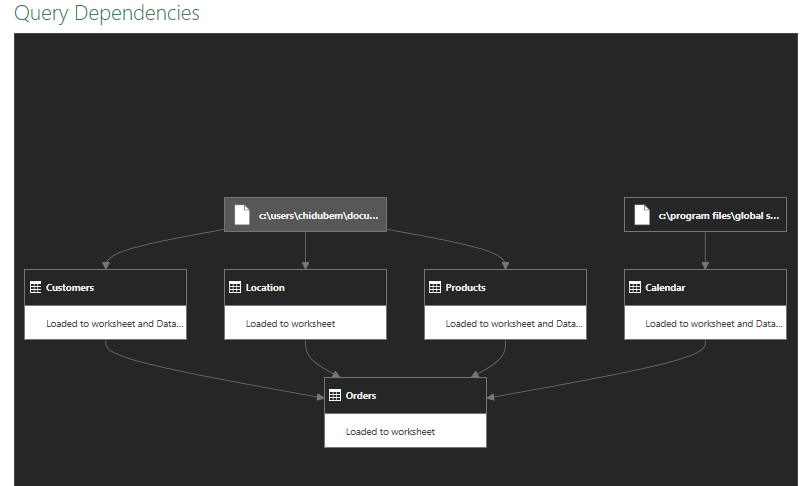 Query Dependencies
c:\users\chidubem\docu...
c:\program files\global s...
Customers
Location
Products
Calendar
Loaded to worksheet and Data...
Loaded to worksheet
Loaded to worksheet and Data...
Loaded to worksheet and Data...
Orders
Loaded to worksheet